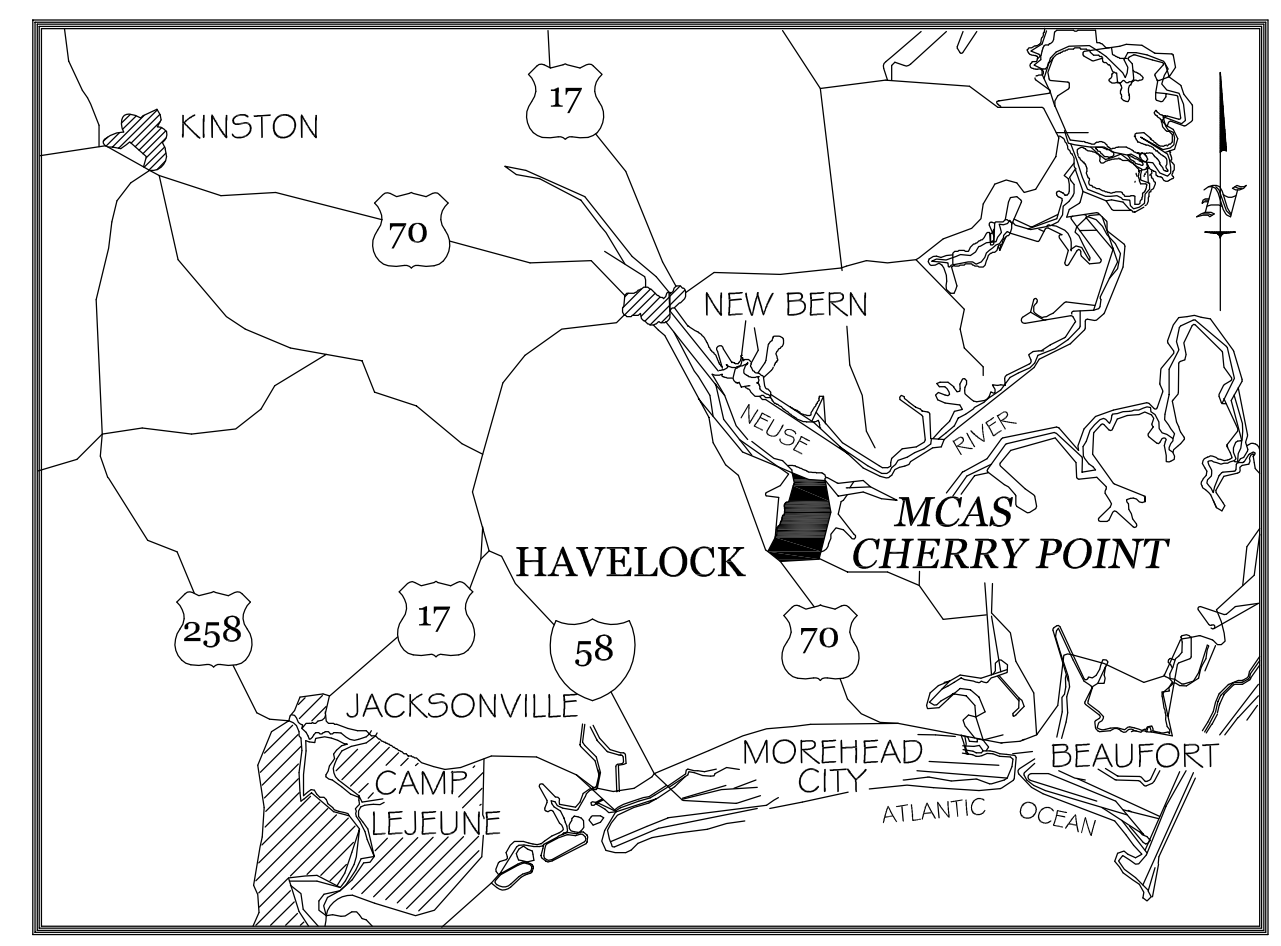 17
KINSTON
N
70
NEW BERN
NEUSE
RIVER
MCAS
CHERRY POINT
HAVELOCK
258
17
58
70
JACKSONVILLE
MOREHEAD
CITY
BEAUFORT
CAMP
LEJEUNE
ATLANTIC
OCEAN